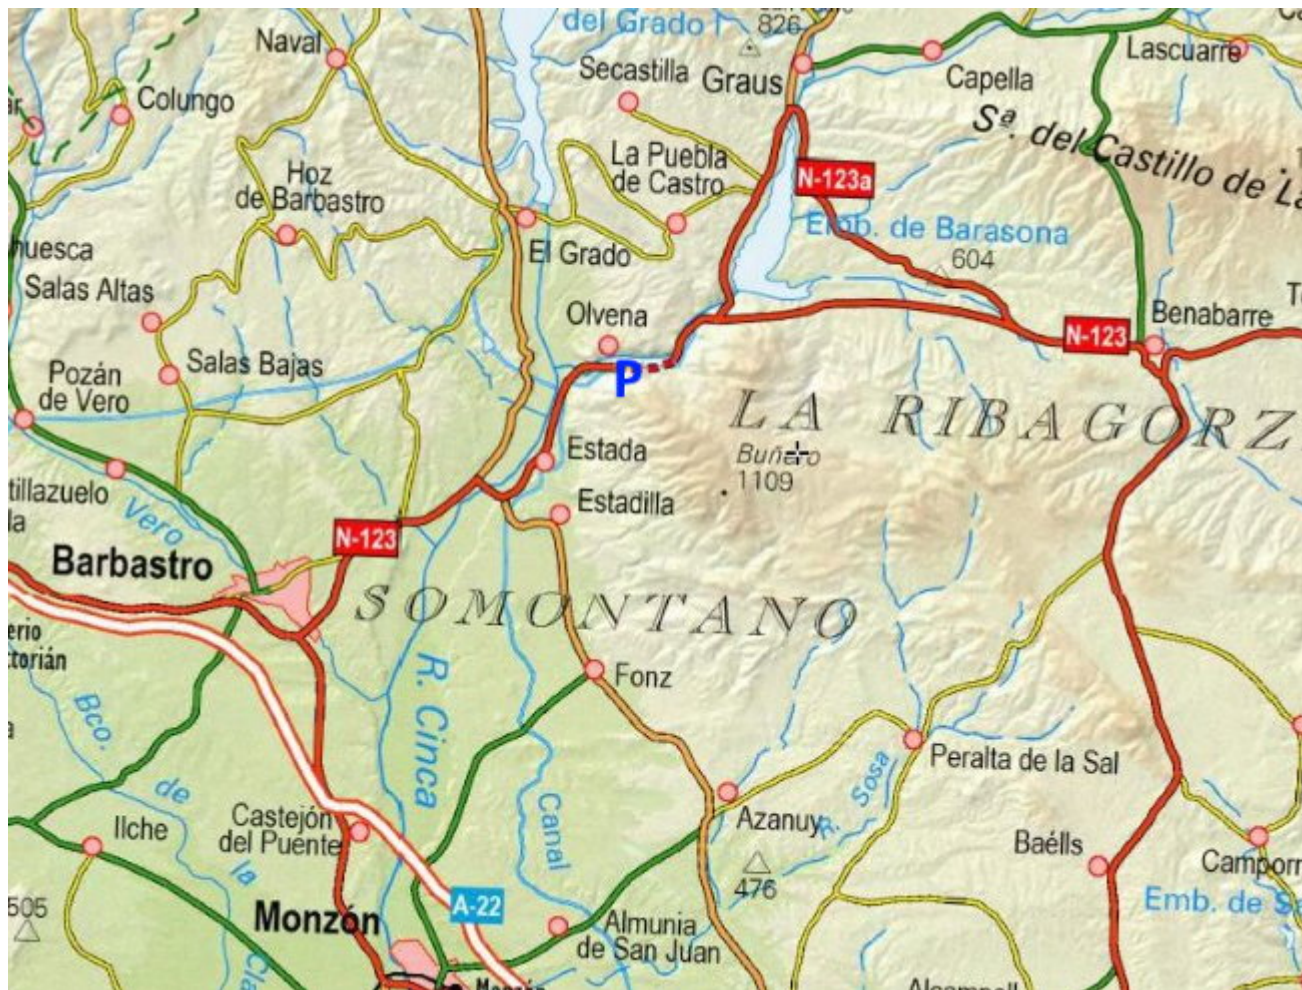 del Grado I
826
Naval
Secastilla
Graus
Lascuarre
Capella
Colungo
Sª. del Castillo de La
La Puebla
de Castro
N-123a
Hoz
de Barbastro
Emb. de Barasona
huesca
El Grado
604
Salas Altas
Olvena
Benabarre
N-123
Salas Bajas
Pozán
de Vero
P
LA RIBAGORZ
Estada
Buñero
1109
tillazuelo
Estadilla
Vero
N-123
Barbastro
SOMONTANO
erio
ctorián
Fonz
R. Cinca
Bco.
de
la
Peralta de la Sal
R. Sosa
Canal
Azanuy
Ilche
Castejón
del Puente
Baélls
Camporr
476
Emb. de Sa
A-22
505
Monzón
Almunia
de San Juan